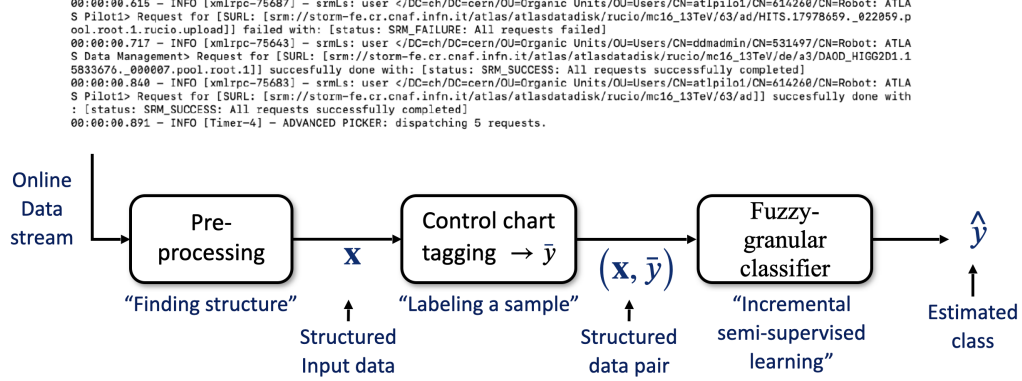 00:00:00.615 – INFO [xmlrpc-75687] – srmLs: user </DC=ch/DC=cern/OU=Organic Units/OU=Users/CN=atlpilo1/CN=614260/CN=Robot: ATLA
S Pilot1> Request for [SURL: [srm://storm-fe.cr.cnaf.infn.it/atlas/atlasdatadisk/rucio/mc16_13TeV/63/ad/HITS.17978659._022059.p
ool.root.1.rucio.upload]] failed with: [status: SRM_FAILURE: All requests failed]
00:00:00.717 – INFO [xmlrpc-75643] – srmLs: user </DC=ch/DC=cern/OU=Organic Units/OU=Users/CN=ddmadmin/CN=531497/CN=Robot: ATLA
S Data Management> Request for [SURL: [srm://storm-fe.cr.cnaf.infn.it/atlas/atlasdatadisk/rucio/mc16_13TeV/de/a3/DAOD_HIGG2D1.1
5833676._000007.pool.root.1]] succesfully done with: [status: SRM_SUCCESS: All requests successfully completed]
00:00:00.840 – INFO [xmlrpc-75683] – srmLs: user </DC=ch/DC=cern/OU=Organic Units/OU=Users/CN=atlpilo1/CN=614260/CN=Robot: ATLA
S Pilot1> Request for [SURL: [srm://storm-fe.cr.cnaf.infn.it/atlas/atlasdatadisk/rucio/mc16_13TeV/63/ad]] succesfully done with
: [status: SRM_SUCCESS: All requests successfully completed]
00:00:00.891 – INFO [Timer-4] – ADVANCED PICKER: dispatching 5 requests.
Online
Data
stream
Pre-
processing
"Finding structure"
x
Structured
Input data
Control chart
tagging → ȳ
"Labeling a sample"
(x, ȳ)
Structured
data pair
Fuzzy-
granular
classifier
"Incremental
semi-supervised
learning"
ŷ
Estimated
class